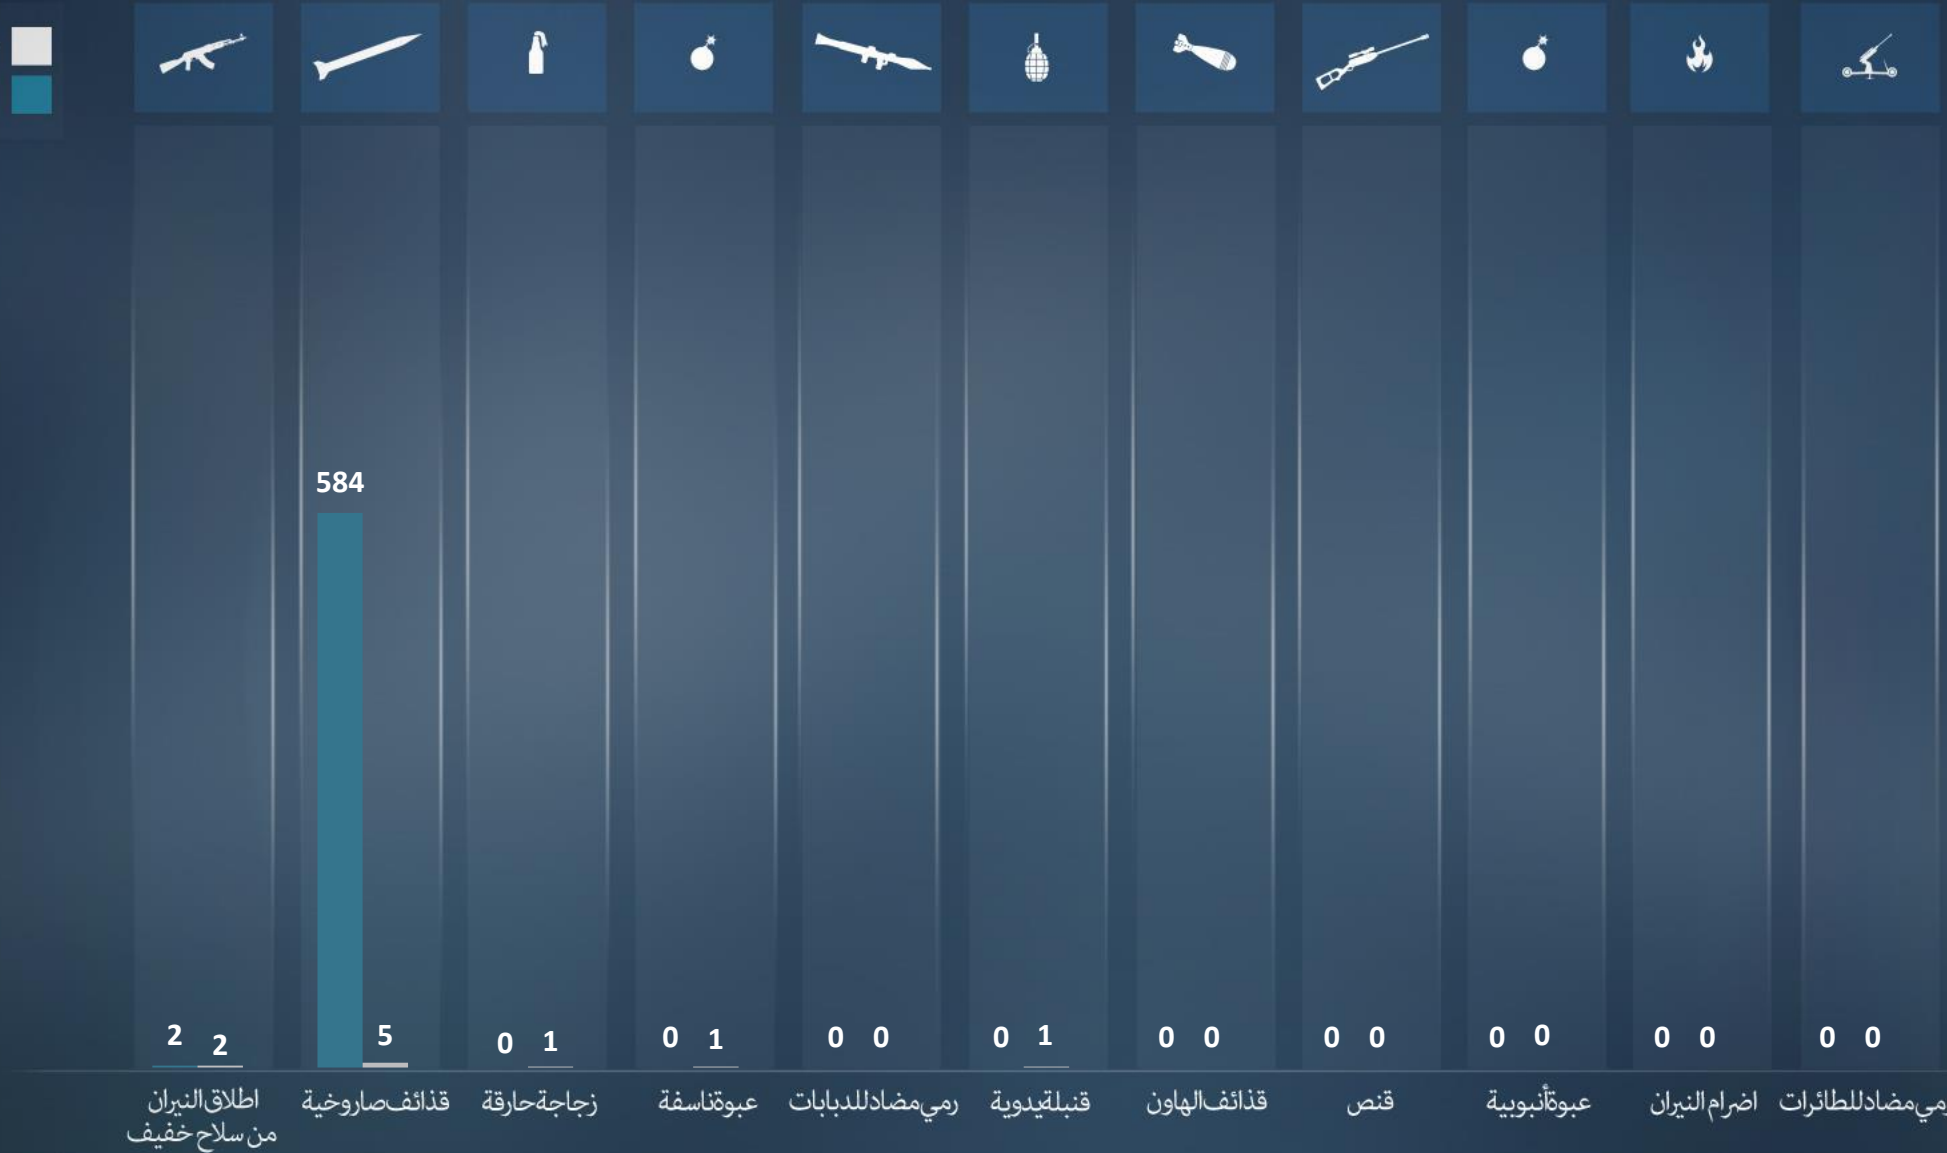 584
2 2
5
0 1
0 1
0 0
0 1
0 0
0 0
0 0
0 0
0 0
اطلاق النيران
من سلاح خفيف
قذائف صاروخية
زجاجة حارقة
عبوة ناسفة
رمي مضاد للدبابات
قنبلة يدوية
قذائف الهاون
قنص
عبوة أنبوبية
اضرام النيران
رمي مضاد للطائرات